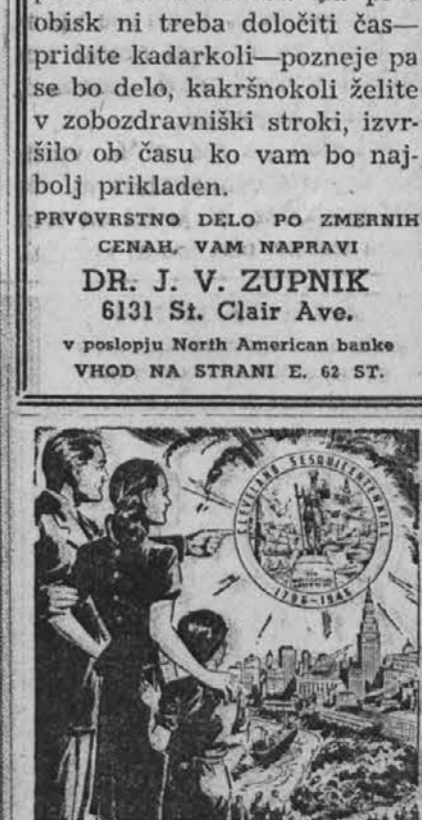 obisk ni treba določiti čas—
pridite kadarkoli—pozneje pa
se bo delo, kakršnokoli želite
v zobozdravniški stroki, izvr-
šilo ob času ko vam bo naj-
bolj prikladen.
PRVOVRSTNO DELO PO ZMERNIH
CENAH, VAM NAPRAVI
DR. J. V. ZUPNIK
6131 St. Clair Ave.
v poslopju North American banke
VHOD NA STRANI E. 62 ST.
CLEVELAND SESQUICENTENNIAL
1796–1946